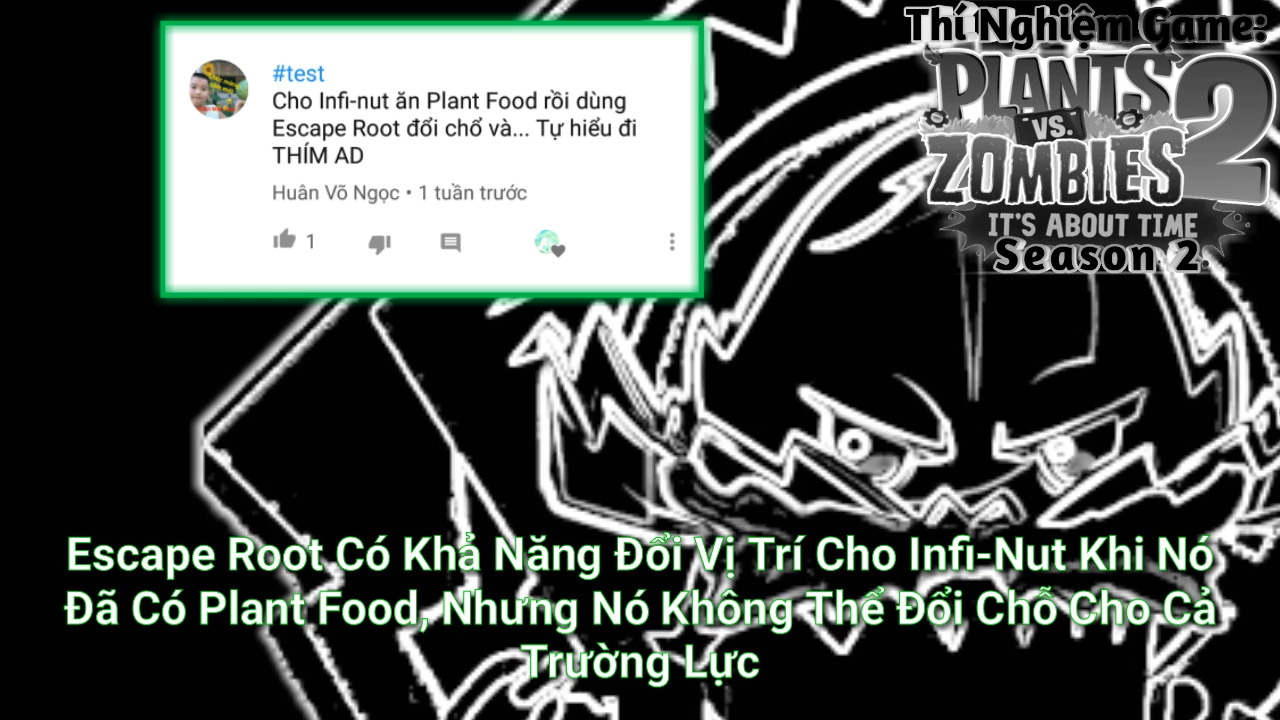 #test
Cho Infi-nut ăn Plant Food rồi dùng
Escape Root đổi chổ và... Tự hiểu đi
THÍM AD
Huân Võ Ngọc • 1 tuần trước
1
Thí Nghiệm Game:
PLANTS
VS.
ZOMBIES
2
IT'S ABOUT TIME
Season 2
Escape Root Có Khả Năng Đổi Vị Trí Cho Infi-Nut Khi Nó
Đã Có Plant Food, Nhưng Nó Không Thể Đổi Chỗ Cho Cả
Trường Lực